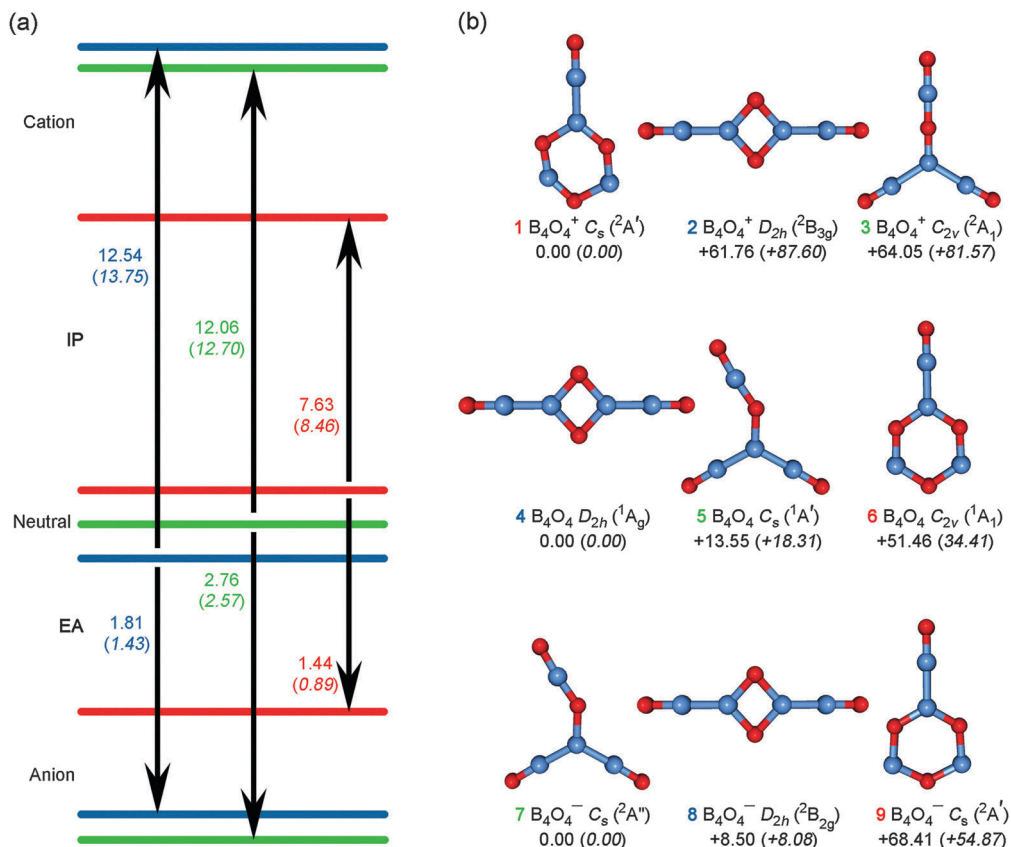 (a)
Cation
12.54
(13.75)
IP
12.06
(12.70)
7.63
(8.46)
Neutral
EA
2.76
(2.57)
1.81
(1.43)
1.44
(0.89)
Anion
(b)
1 B₄O₄⁺ Cₛ (²A′)
0.00 (0.00)
2 B₄O₄⁺ D₂ₕ (²B₃g)
+61.76 (+87.60)
3 B₄O₄⁺ C₂ᵥ (²A₁)
+64.05 (+81.57)
4 B₄O₄ D₂ₕ (¹Ag)
0.00 (0.00)
5 B₄O₄ Cₛ (¹A′)
+13.55 (+18.31)
6 B₄O₄ C₂ᵥ (¹A₁)
+51.46 (34.41)
7 B₄O₄⁻ Cₛ (²A″)
0.00 (0.00)
8 B₄O₄⁻ D₂ₕ (²B₂g)
+8.50 (+8.08)
9 B₄O₄⁻ Cₛ (²A′)
+68.41 (+54.87)